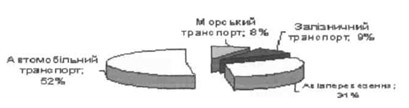 Морський
транспорт; 8%
Залізничний
транспорт; 9%
Автомобільний
транспорт;
52%
Авіаперевезення;
31%